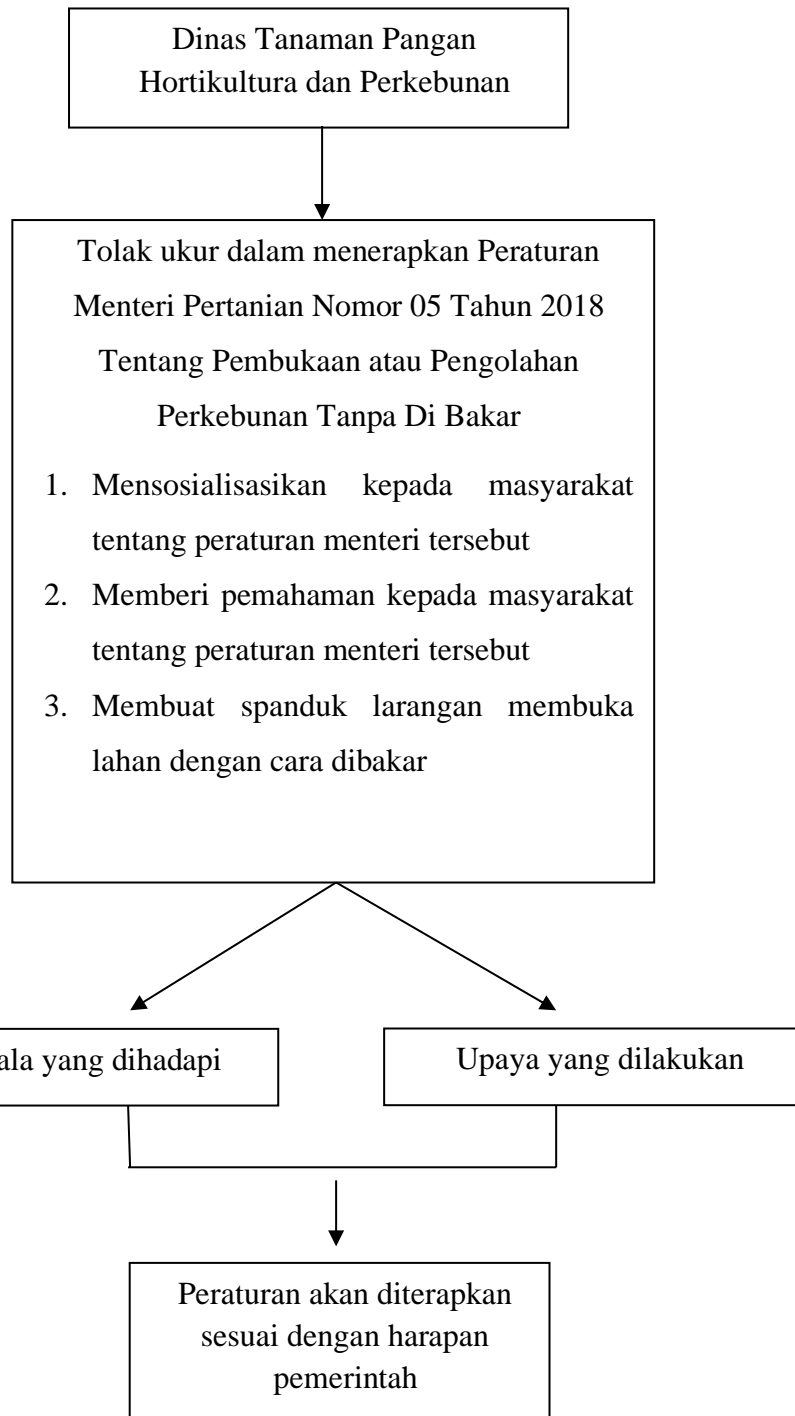 Dinas Tanaman Pangan
Hortikultura dan Perkebunan
Tolak ukur dalam menerapkan Peraturan
Menteri Pertanian Nomor 05 Tahun 2018
Tentang Pembukaan atau Pengolahan
Perkebunan Tanpa Di Bakar
1. Mensosialisasikan kepada masyarakat
tentang peraturan menteri tersebut
2. Memberi pemahaman kepada masyarakat
tentang peraturan menteri tersebut
3. Membuat spanduk larangan membuka
lahan dengan cara dibakar
yang dihadapi
Upaya yang dilakukan
Peraturan akan diterapkan
sesuai dengan harapan
pemerintah